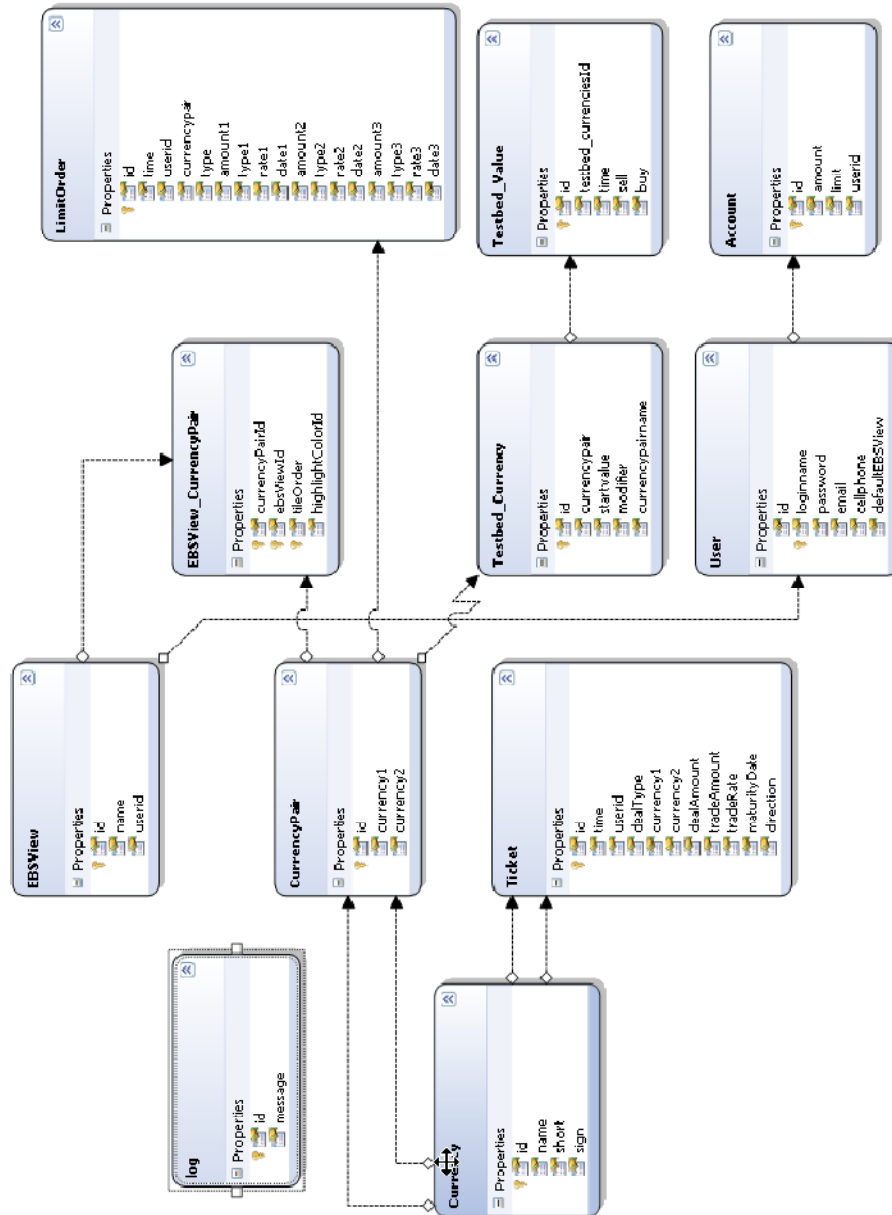 log
Properties
id
message
Currency
Properties
id
name
short
sign
EBSView
Properties
id
name
userid
CurrencyPair
Properties
id
currency1
currency2
Ticket
Properties
id
time
userid
dealType
currency1
currency2
dealAmount
tradeAmount
tradeRate
maturityDate
direction
EBSView_CurrencyPair
Properties
currencyPairId
ebsViewId
tileOrder
highlightColorId
Testbed_Currency
Properties
id
currencypair
startvalue
modifier
currencypairname
User
Properties
id
loginname
password
email
cellphone
defaultEBSView
LimitOrder
Properties
id
time
userid
currencypair
type
amount1
type1
rate1
date1
amount2
type2
rate2
date2
amount3
type3
rate3
date3
Testbed_Value
Properties
id
testbed_currenciesId
time
sell
buy
Account
Properties
id
amount
limit
userid